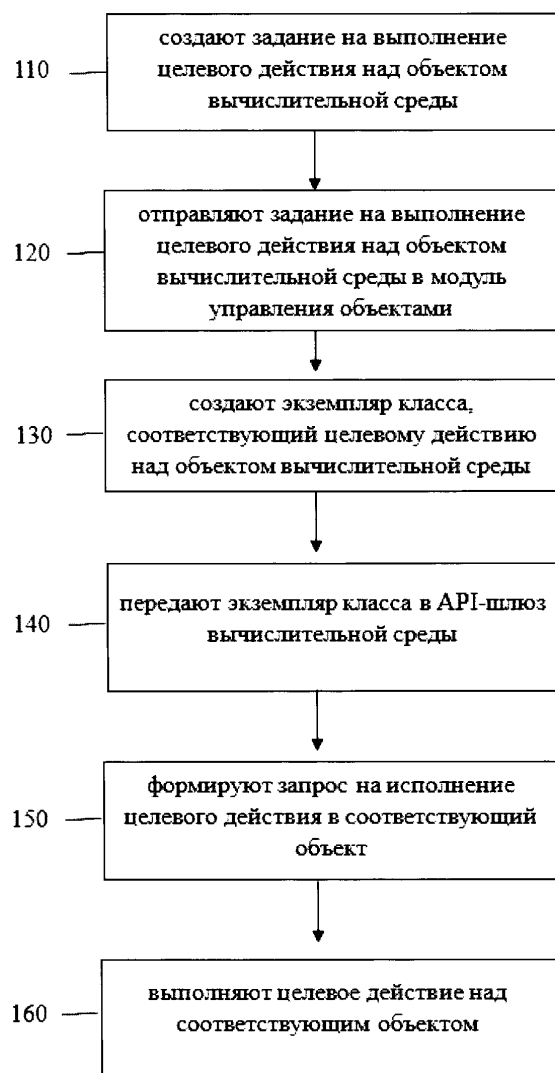 создают задание на выполнение
целевого действия над объектом
вычислительной среды
110
отправляют задание на выполнение
целевого действия над объектом
вычислительной среды в модуль
управления объектами
120
создают экземпляр класса,
соответствующий целевому действию
над объектом вычислительной среды
130
передают экземпляр класса в API-шлюз
вычислительной среды
140
формируют запрос на исполнение
целевого действия в соответствующий
объект
150
выполняют целевое действие над
соответствующим объектом
160